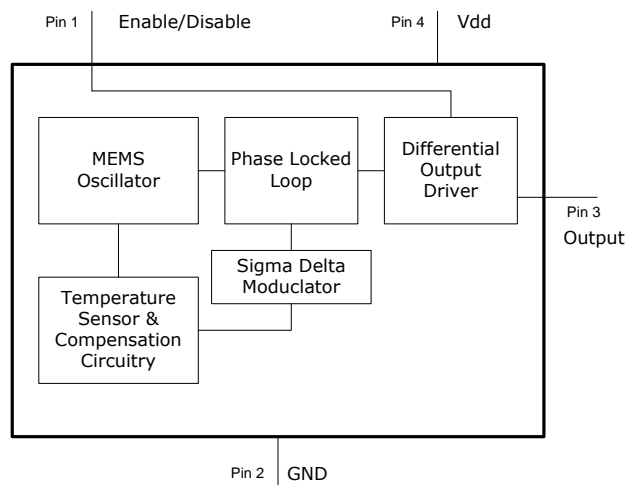 Pin 1 Enable/Disable
Pin 4 Vdd
MEMS
Oscillator
Phase Locked
Loop
Differential
Output
Driver
Pin 3
Output
Sigma Delta
Moduclator
Temperature
Sensor &
Compensation
Circuitry
Pin 2 GND